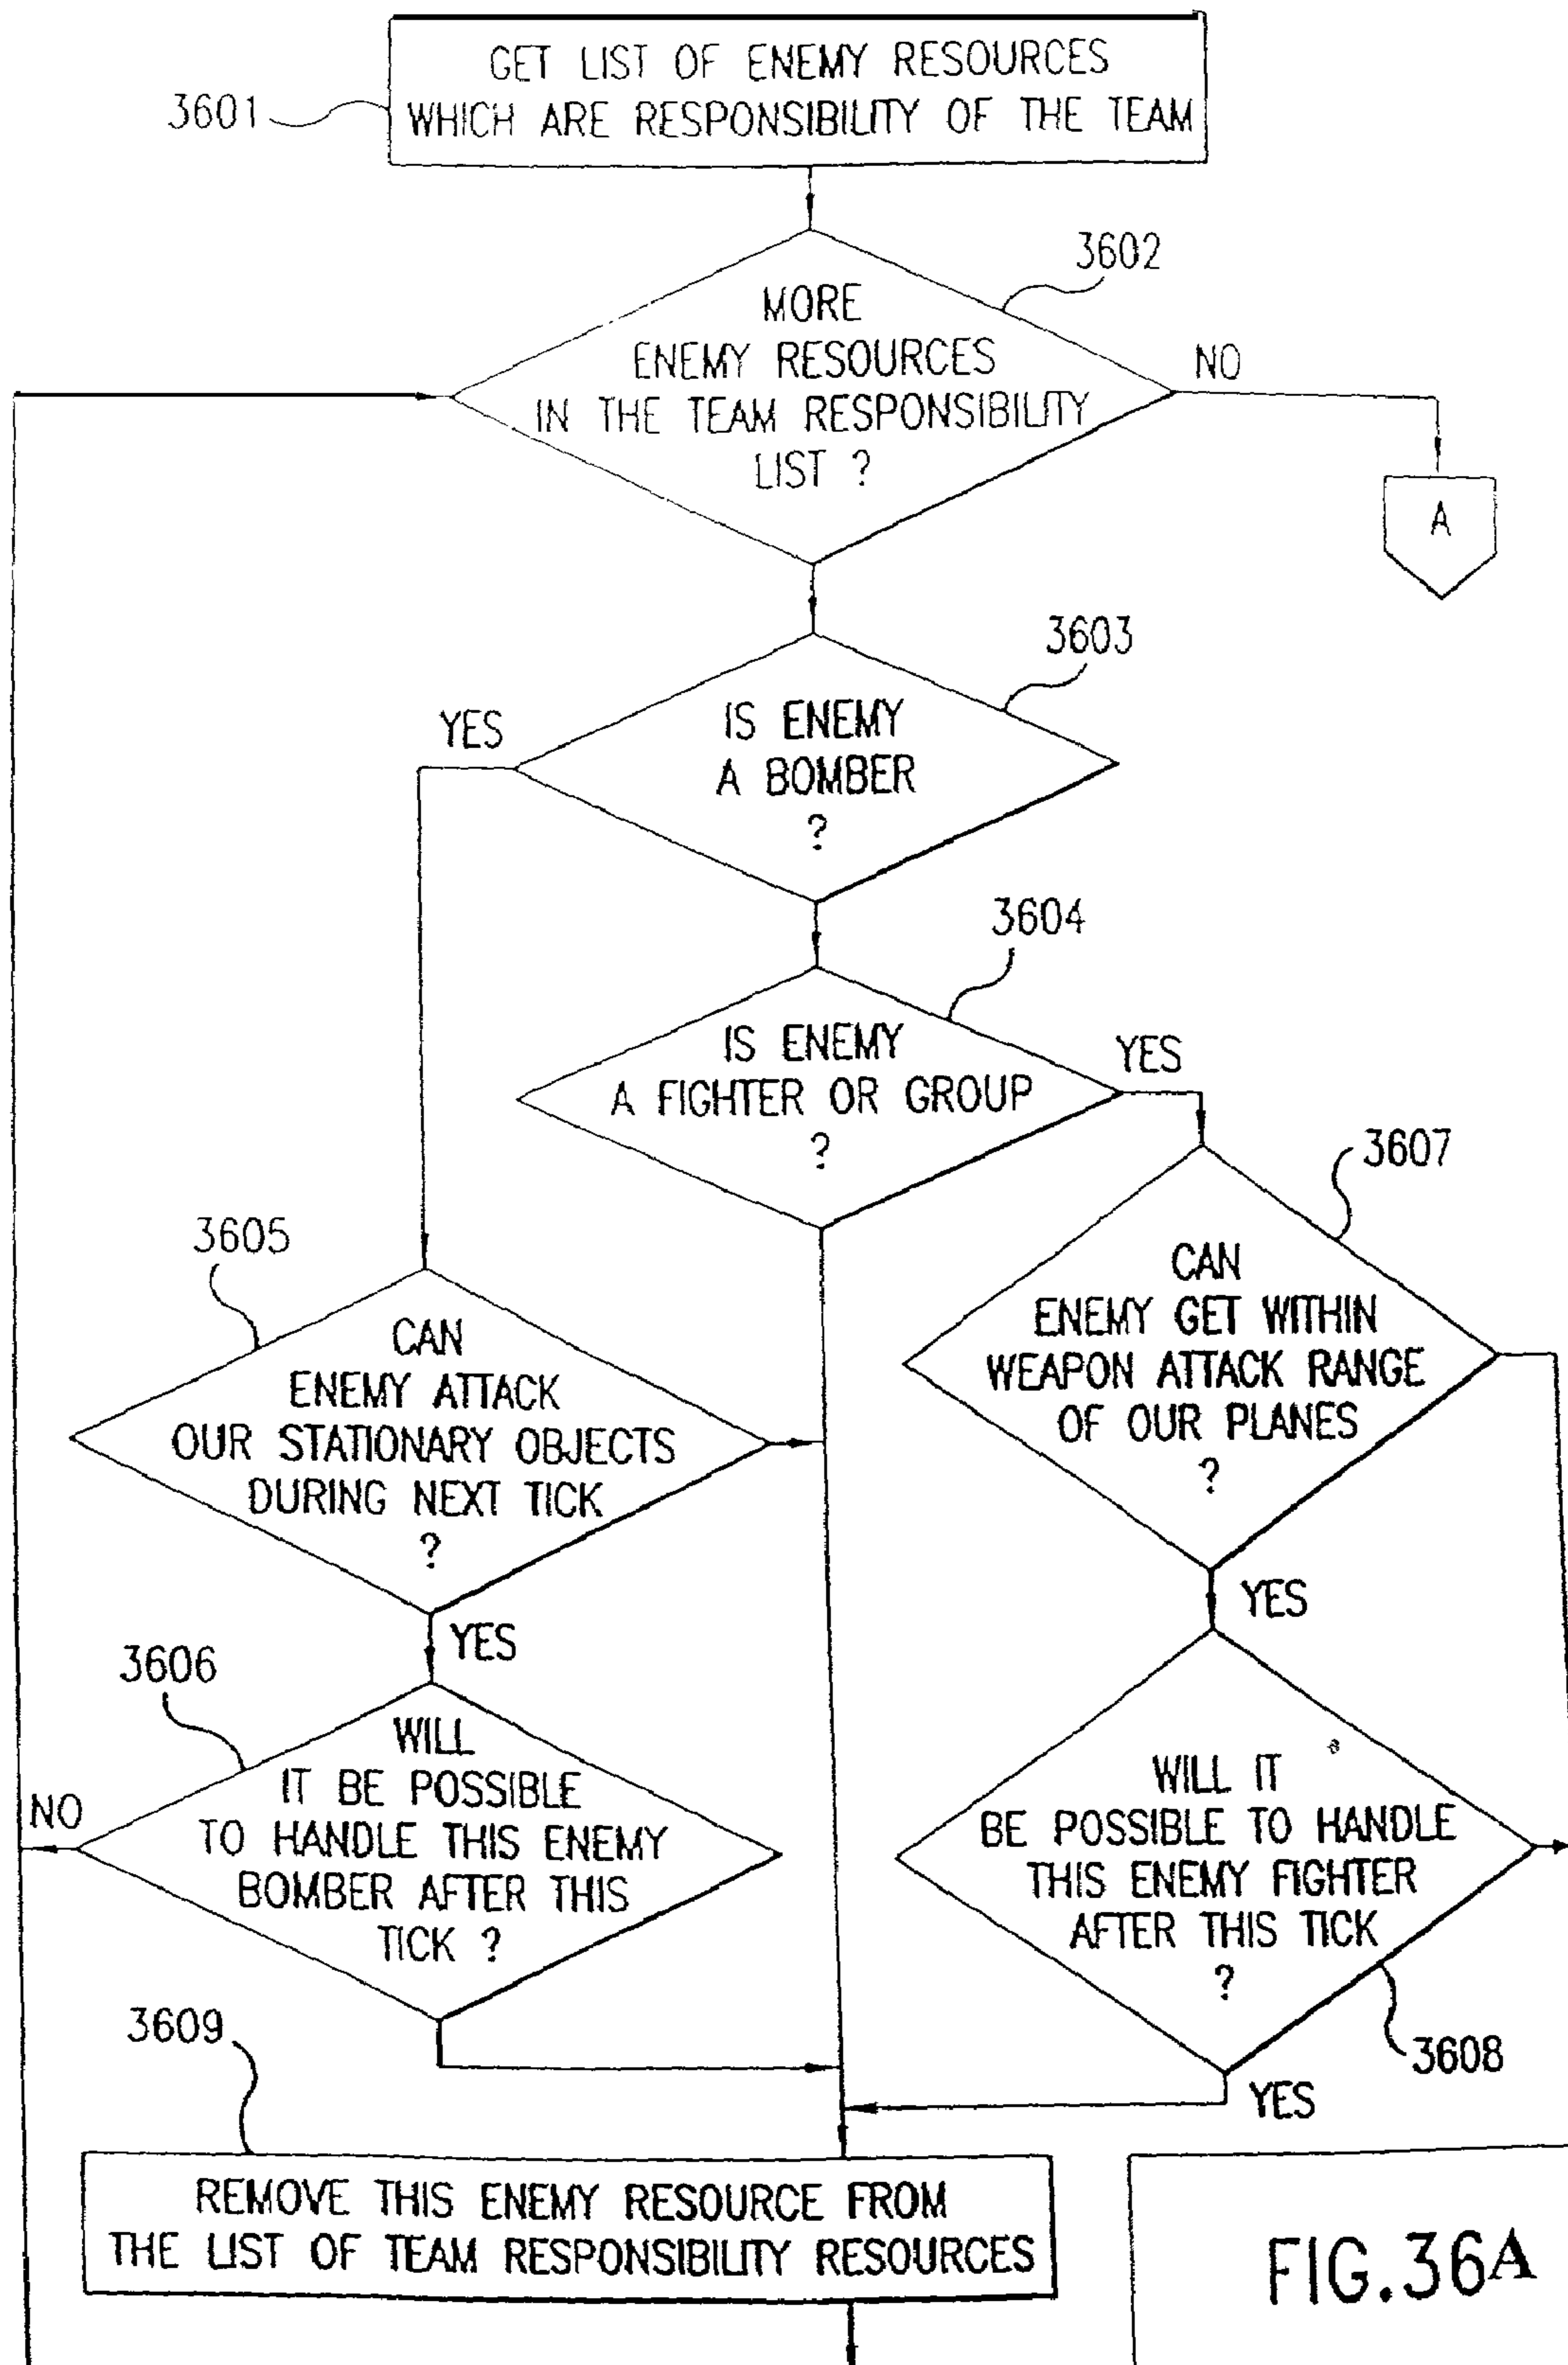 GET LIST OF ENEMY RESOURCES
WHICH ARE RESPONSIBILITY OF THE TEAM
3601
3602
MORE
ENEMY RESOURCES
IN THE TEAM RESPONSIBILITY
LIST ?
NO
A
3603
YES
IS ENEMY
A BOMBER
?
3604
IS ENEMY
A FIGHTER OR GROUP
?
YES
3607
3605
CAN
ENEMY ATTACK
OUR STATIONARY OBJECTS
DURING NEXT TICK
?
CAN
ENEMY GET WITHIN
WEAPON ATTACK RANGE
OF OUR PLANES
?
YES
YES
3606
WILL
IT BE POSSIBLE
TO HANDLE THIS ENEMY
BOMBER AFTER THIS
TICK ?
NO
WILL IT
BE POSSIBLE TO HANDLE
THIS ENEMY FIGHTER
AFTER THIS TICK
?
3608
YES
3609
REMOVE THIS ENEMY RESOURCE FROM
THE LIST OF TEAM RESPONSIBILITY RESOURCES
FIG.36A